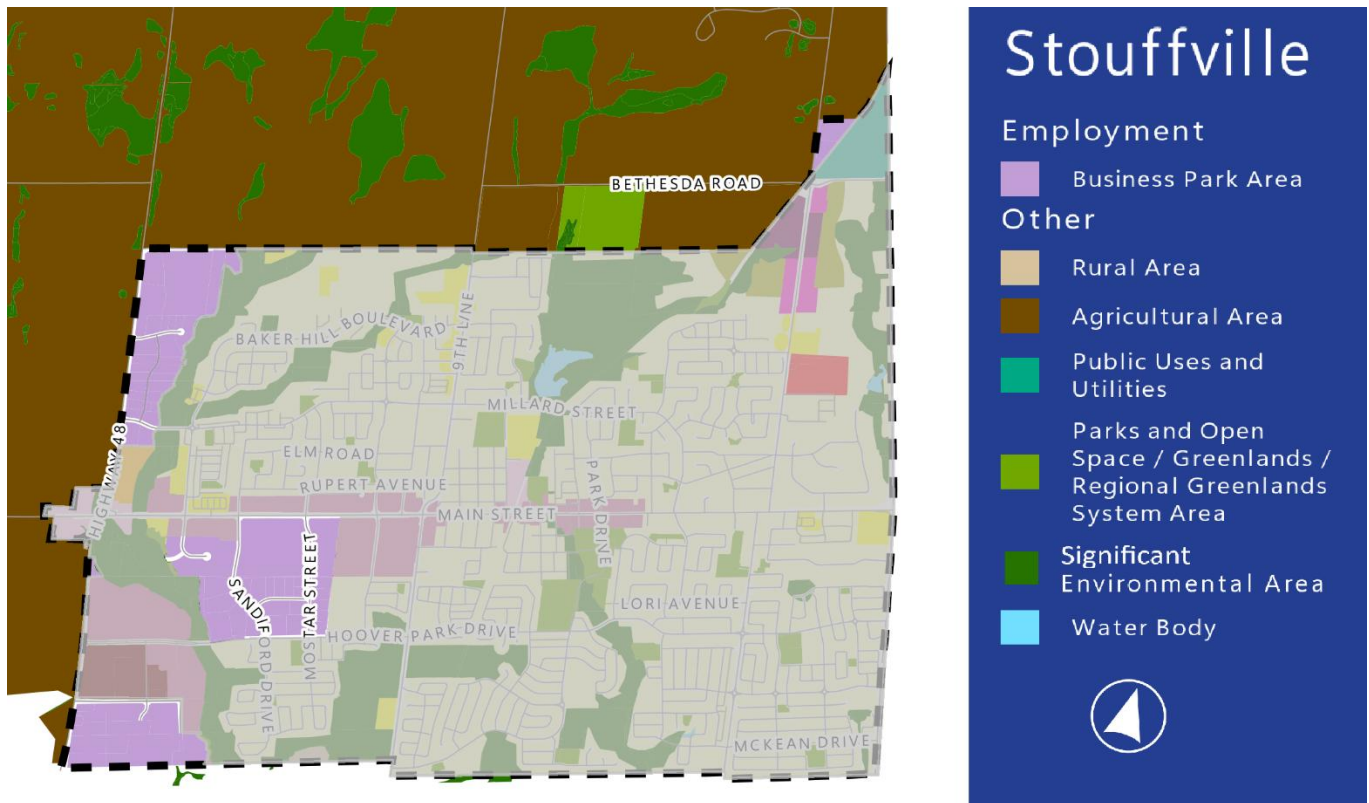 Stouffville
Employment
Business Park Area
Other
Rural Area
Agricultural Area
Public Uses and
Utilities
Parks and Open
Space / Greenlands /
Regional Greenlands
System Area
Significant
Environmental Area
Water Body
BETHESDA ROAD
BAKER HILL BOULEVARD
9TH LINE
MILLARD STREET
HIGHWAY 48
ELM ROAD
RUPERT AVENUE
MAIN STREET
PARK DRIVE
SANDIFORD DRIVE
MOSTAR STREET
LORI AVENUE
HOOVER PARK DRIVE
MCKEAN DRIVE